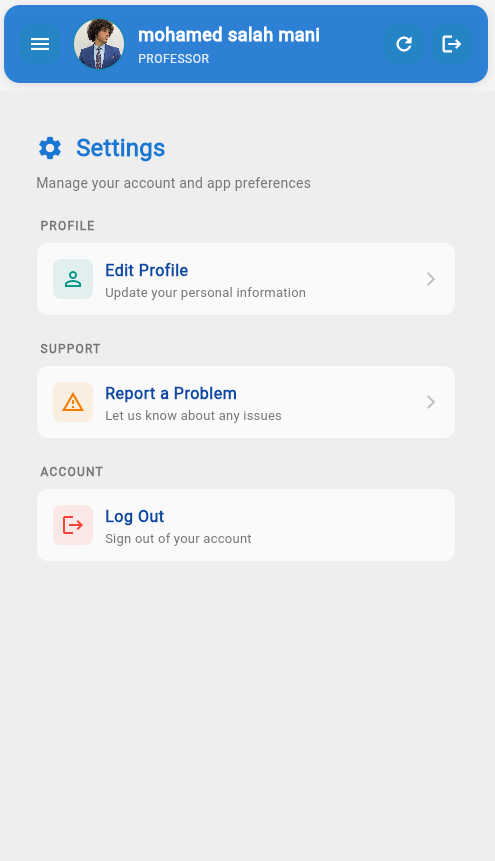 mohamed salah mani
PROFESSOR
Settings
Manage your account and app preferences
PROFILE
Edit Profile
Update your personal information
SUPPORT
Report a Problem
Let us know about any issues
ACCOUNT
Log Out
Sign out of your account